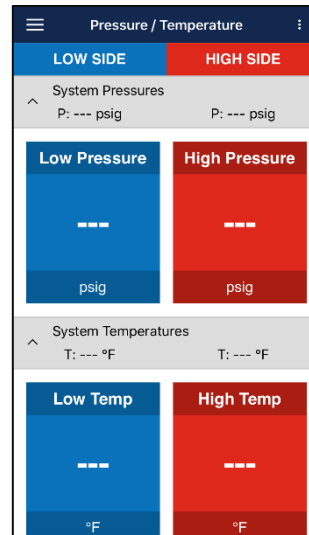 Pressure / Temperature
LOW SIDE HIGH SIDE
System Pressures
P: --- psig P: --- psig
Low Pressure High Pressure
--- ---
psig psig
System Temperatures
T: --- °F T: --- °F
Low Temp High Temp
--- ---
°F °F